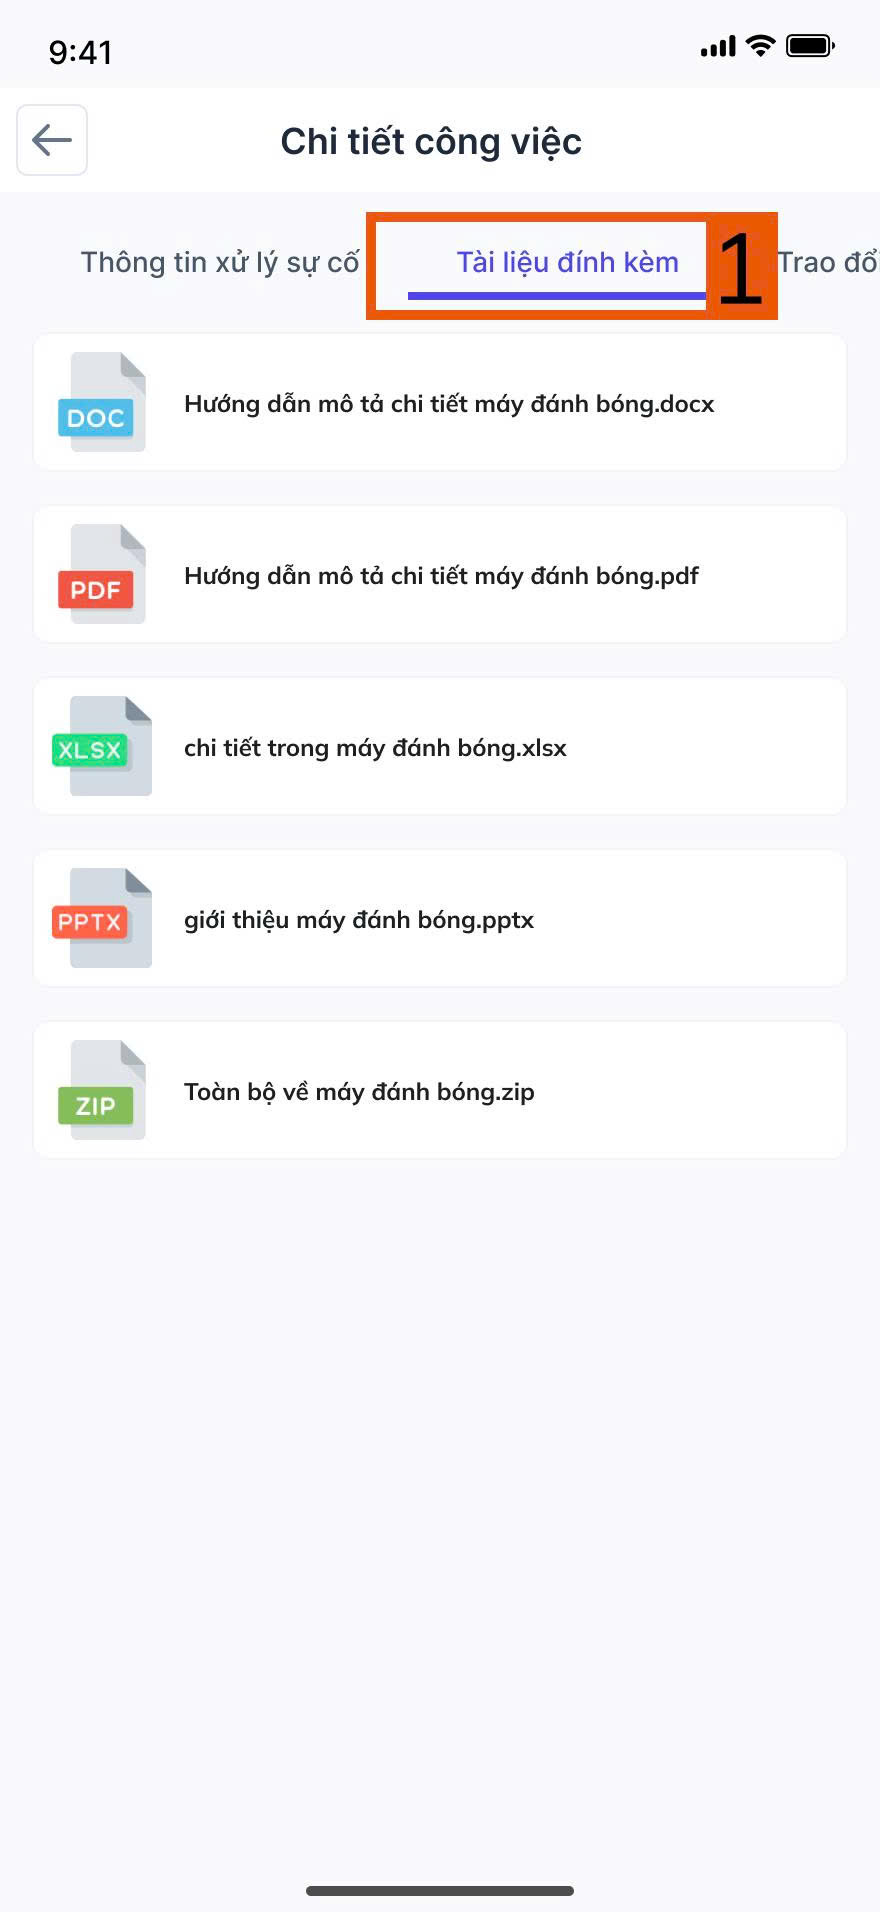 9:41
Chi tiết công việc
Thông tin xử lý sự cố Tài liệu đính kèm 1 Trao đổ
DOC Hướng dẫn mô tả chi tiết máy đánh bóng.docx
PDF Hướng dẫn mô tả chi tiết máy đánh bóng.pdf
XLSX chi tiết trong máy đánh bóng.xlsx
PPTX giới thiệu máy đánh bóng.pptx
ZIP Toàn bộ về máy đánh bóng.zip